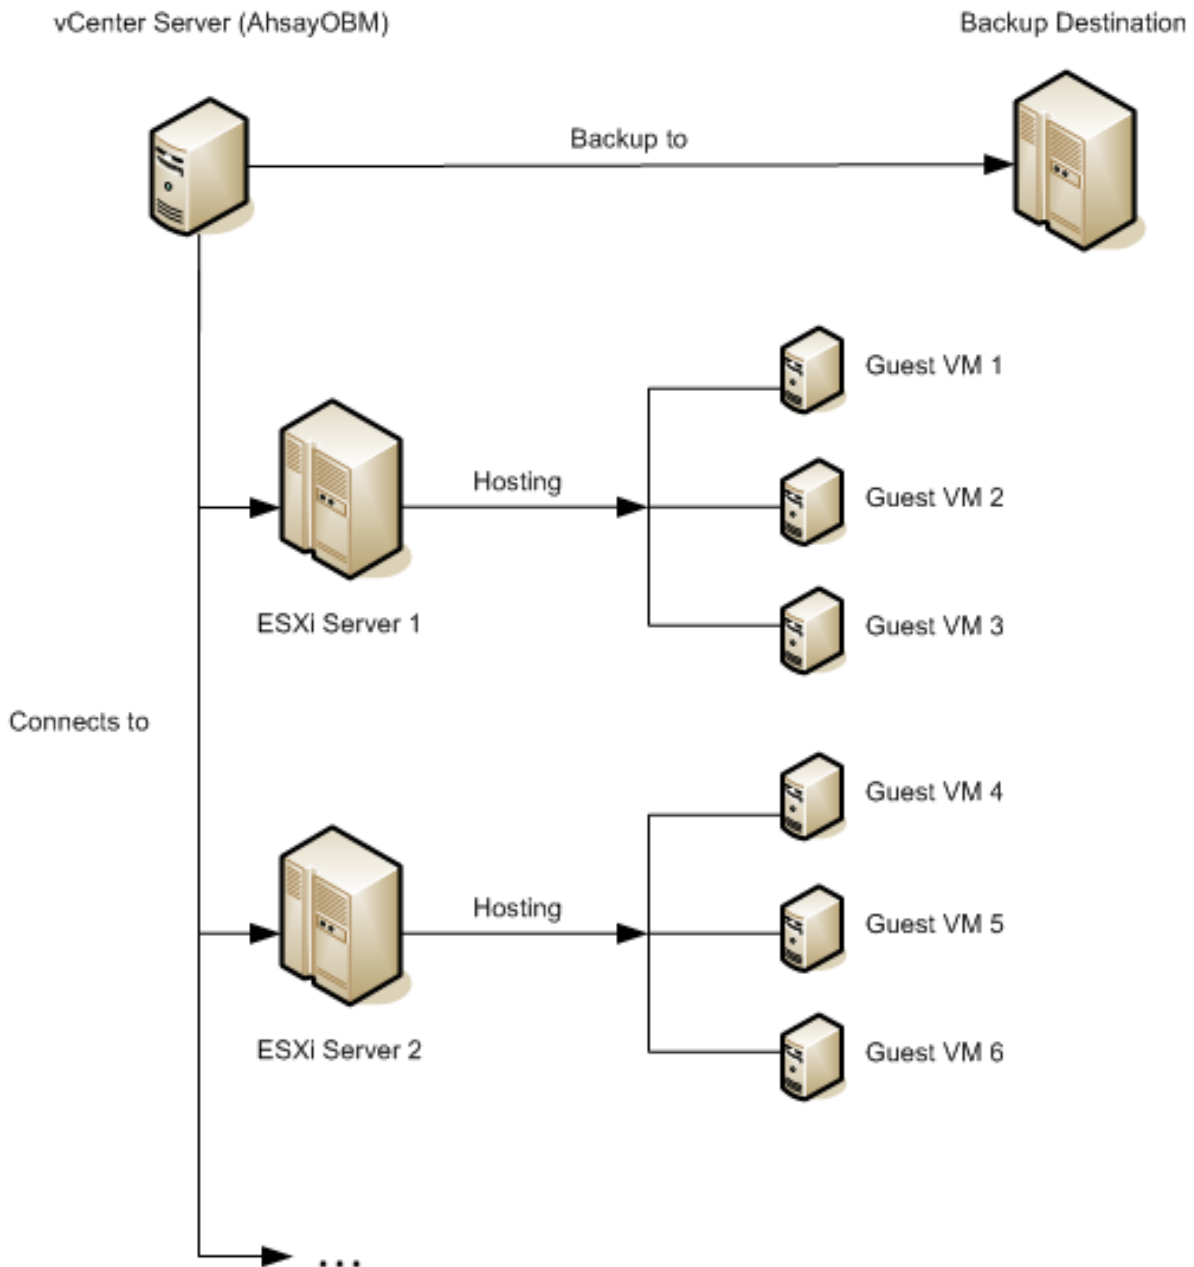 vCenter Server (AhsayOBM)
Backup Destination
Backup to
Guest VM 1
Hosting
Guest VM 2
ESXi Server 1
Guest VM 3
Connects to
Guest VM 4
Hosting
Guest VM 5
ESXi Server 2
Guest VM 6
...